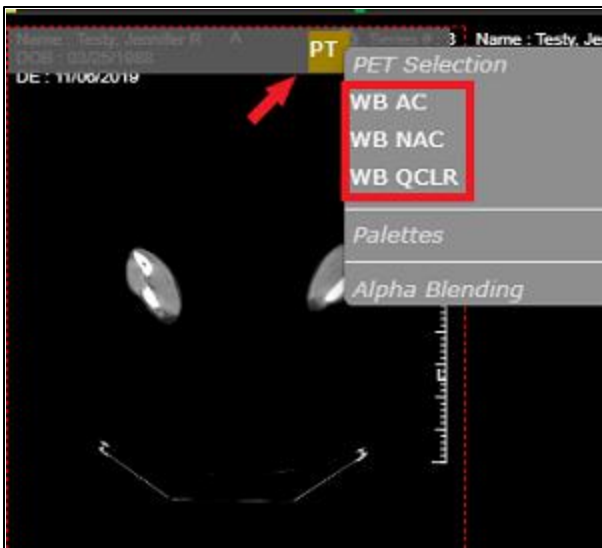 Name : Testy, Jennifer R A PT Series # : 3 Name : Testy, Je
DOB : 03/25/1988
DE : 11/06/2019
PET Selection
WB AC
WB NAC
WB QCLR
Palettes
Alpha Blending